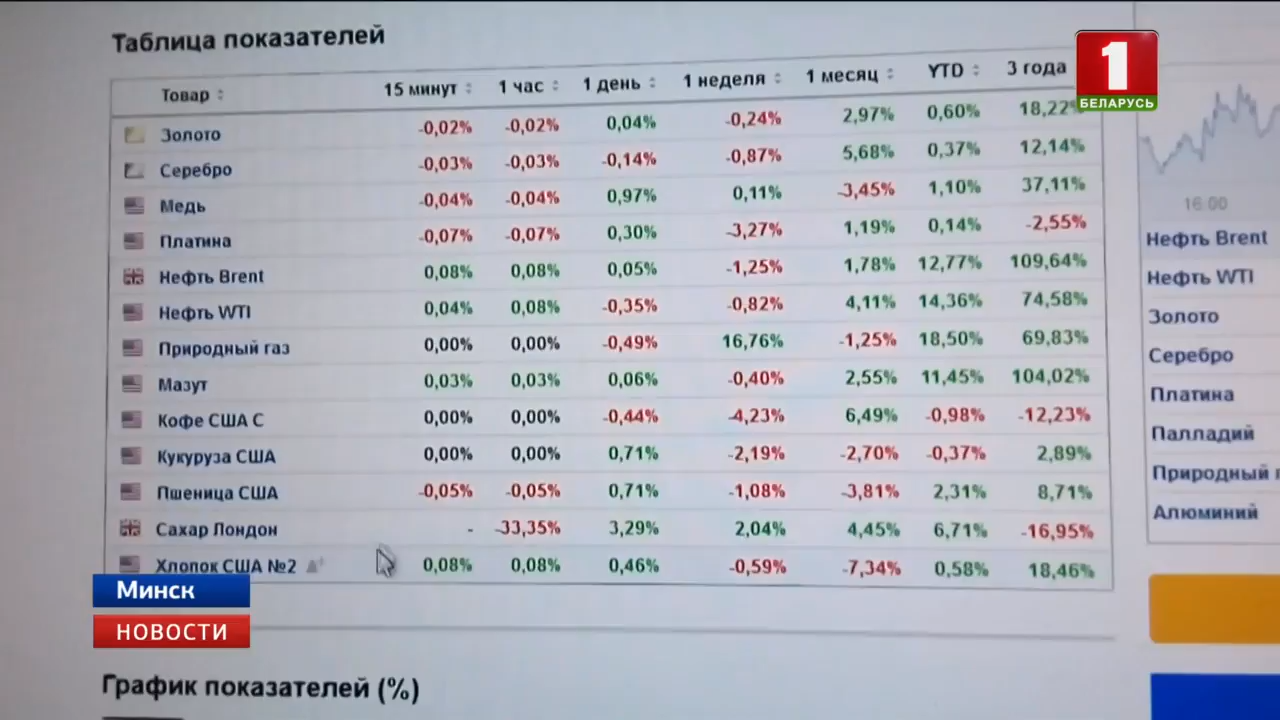 Таблица показателей
1
БЕЛАРУСЬ
Товар 15 минут 1 час 1 день 1 неделя 1 месяц YTD 3 года
Золото -0,02% -0,02% 0,04% -0,24% 2,97% 0,60% 18,22%
Серебро -0,03% -0,03% -0,14% -0,87% 5,68% 0,37% 12,14%
Медь -0,04% -0,04% 0,97% 0,11% -3,45% 1,10% 37,11%
Платина -0,07% -0,07% 0,30% -3,27% 1,19% 0,14% -2,55%
Нефть Brent 0,08% 0,08% 0,05% -1,25% 1,78% 12,77% 109,64%
Нефть WTI 0,04% 0,08% -0,35% -0,82% 4,11% 14,36% 74,58%
Природный газ 0,00% 0,00% -0,49% 16,76% -1,25% 18,50% 69,83%
Мазут 0,03% 0,03% 0,06% -0,40% 2,55% 11,45% 104,02%
Кофе США С 0,00% 0,00% -0,44% -4,23% 6,49% -0,98% -12,23%
Кукуруза США 0,00% 0,00% 0,71% -2,19% -2,70% -0,37% 2,89%
Пшеница США -0,05% -0,05% 0,71% -1,08% -3,81% 2,31% 8,71%
Сахар Лондон - -33,35% 3,29% 2,04% 4,45% 6,71% -16,95%
Хлопок США №2 0,08% 0,08% 0,46% -0,59% -7,34% 0,58% 18,46%
16:00
Нефть Brent
Нефть WTI
Золото
Серебро
Платина
Палладий
Природный
Алюминий
Минск
НОВОСТИ
График показателей (%)